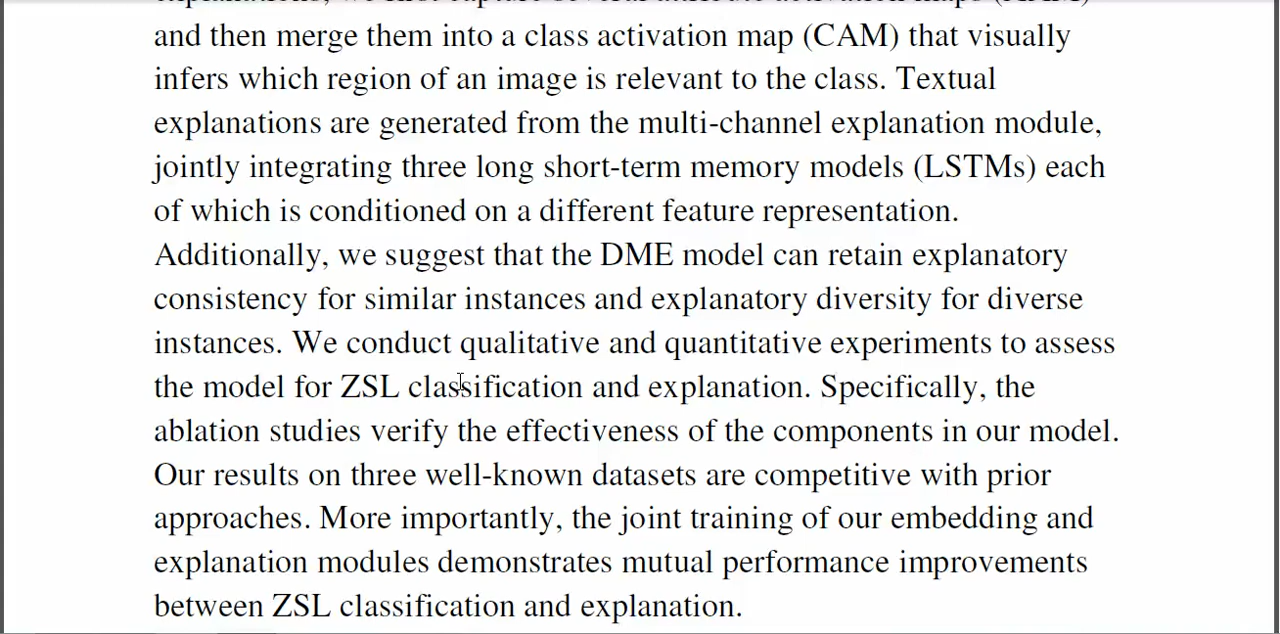 and then merge them into a class activation map (CAM) that visually
infers which region of an image is relevant to the class. Textual
explanations are generated from the multi-channel explanation module,
jointly integrating three long short-term memory models (LSTMs) each
of which is conditioned on a different feature representation.
Additionally, we suggest that the DME model can retain explanatory
consistency for similar instances and explanatory diversity for diverse
instances. We conduct qualitative and quantitative experiments to assess
the model for ZSL classification and explanation. Specifically, the
ablation studies verify the effectiveness of the components in our model.
Our results on three well-known datasets are competitive with prior
approaches. More importantly, the joint training of our embedding and
explanation modules demonstrates mutual performance improvements
between ZSL classification and explanation.